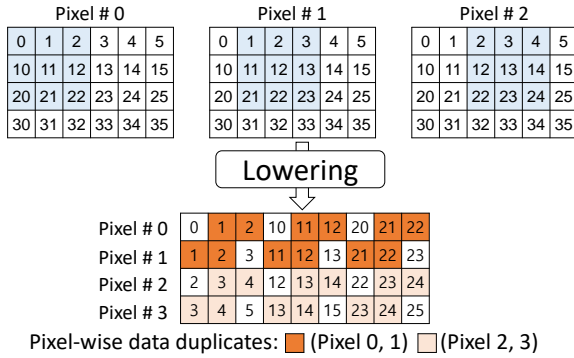 Pixel # 0 Pixel # 1 Pixel # 2
0 1 2 3 4 5 0 1 2 3 4 5 0 1 2 3 4 5
10 11 12 13 14 15 10 11 12 13 14 15 10 11 12 13 14 15
20 21 22 23 24 25 20 21 22 23 24 25 20 21 22 23 24 25
30 31 32 33 34 35 30 31 32 33 34 35 30 31 32 33 34 35
Lowering
Pixel # 0 0 1 2 10 11 12 20 21 22
Pixel # 1 1 2 3 11 12 13 21 22 23
Pixel # 2 2 3 4 12 13 14 22 23 24
Pixel # 3 3 4 5 13 14 15 23 24 25
Pixel-wise data duplicates: (Pixel 0, 1) (Pixel 2, 3)